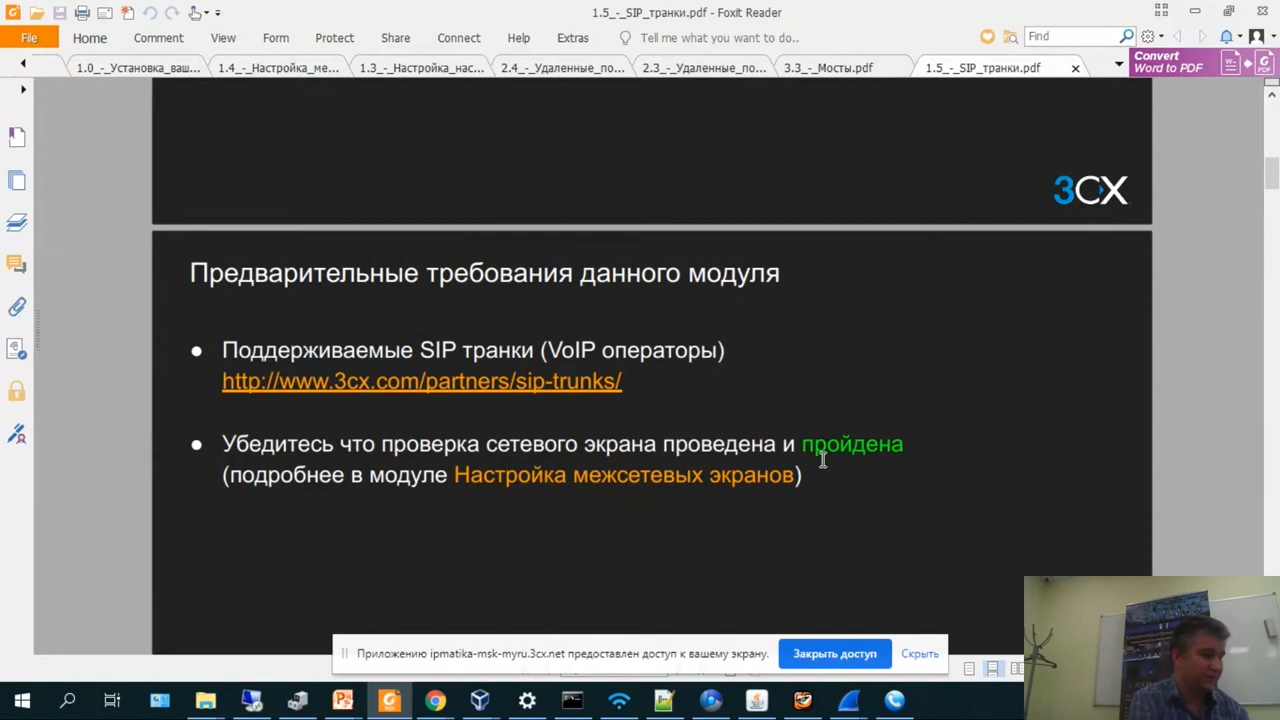 1.5_-_SIP_транки.pdf - Foxit Reader
File
Home
Comment
View
Form
Protect
Share
Connect
Help
Extras
Tell me what you want to do..
Find
1.0_-_Установка_ваш...
1.4_-_Настройка_ме...
1.3_-_Настройка_нас...
2.4_-_Удаленные_по...
2.3_-_Удаленные_по...
3.3_-_Мосты.pdf
1.5_-_SIP_транки.pdf
Convert
Word to PDF
3CX
Предварительные требования данного модуля
● Поддерживаемые SIP транки (VoIP операторы)
http://www.3cx.com/partners/sip-trunks/
● Убедитесь что проверка сетевого экрана проведена и пройдена
(подробнее в модуле Настройка межсетевых экранов)
Приложению ipmatika-msk-myru.3cx.net предоставлен доступ к вашему экрану.
Закрыть доступ
Скрыть